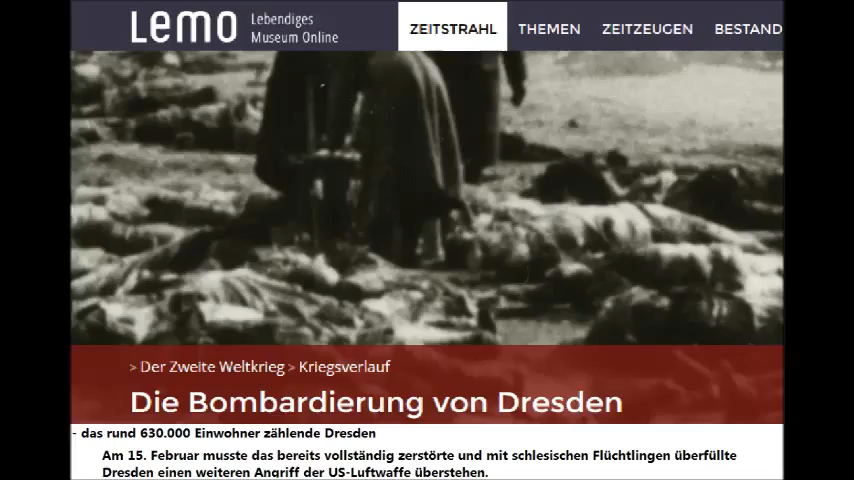 LeMO
Lebendiges
Museum Online
ZEITSTRAHL THEMEN ZEITZEUGEN BESTAND
> Der Zweite Weltkrieg > Kriegsverlauf
Die Bombardierung von Dresden
- das rund 630.000 Einwohner zählende Dresden
Am 15. Februar musste das bereits vollständig zerstörte und mit schlesischen Flüchtlingen überfüllte
Dresden einen weiteren Angriff der US-Luftwaffe überstehen.